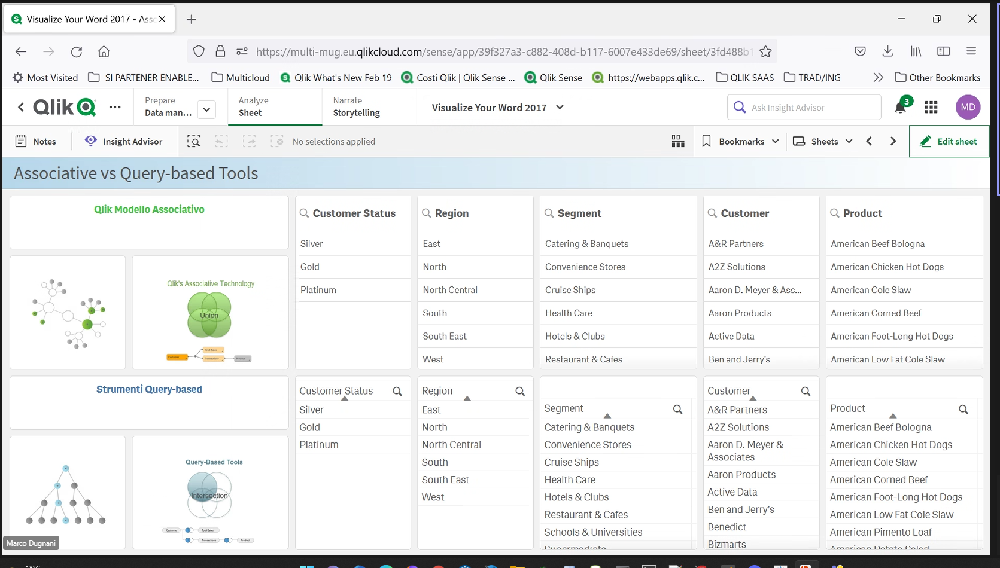 Visualize Your Word 2017 - Asso
https://multi-mug.eu.qlikcloud.com/sense/app/39f327a3-c882-408d-b117-6007e433de69/sheet/3fd488b1
Most Visited
SI PARTENER ENABLE...
Multicloud
Qlik What's New Feb 19
Costi Qlik | Qlik Sense ...
Qlik Sense
https://webapps.qlik.c...
QLIK SAAS
TRAD/ING
Other Bookmarks
Qlik
Prepare
Data man...
Analyze
Sheet
Narrate
Storytelling
Visualize Your Word 2017
Ask Insight Advisor
3
MD
Notes
Insight Advisor
No selections applied
Bookmarks
Sheets
Edit sheet
Associative vs Query-based Tools
Qlik Modello Associativo
Qlik's Associative Technology
Union
Customer
Total Sales
Transactions
Product
Customer Status
Silver
Gold
Platinum
Region
East
North
North Central
South
South East
West
Segment
Catering & Banquets
Convenience Stores
Cruise Ships
Health Care
Hotels & Clubs
Restaurant & Cafes
Customer
A&R Partners
A2Z Solutions
Aaron D. Meyer & Ass...
Aaron Products
Active Data
Ben and Jerry's
Product
American Beef Bologna
American Chicken Hot Dogs
American Cole Slaw
American Corned Beef
American Foot-Long Hot Dogs
American Low Fat Cole Slaw
Strumenti Query-based
Query-Based Tools
Intersection
Customer
Total Sales
Transactions
Product
Customer Status
Silver
Gold
Platinum
Region
East
North
North Central
South
South East
West
Segment
Catering & Banquets
Convenience Stores
Cruise Ships
Health Care
Hotels & Clubs
Restaurant & Cafes
Schools & Universities
Supermarkets
Customer
A&R Partners
A2Z Solutions
Aaron D. Meyer &
Associates
Aaron Products
Active Data
Ben and Jerry's
Benedict
Bizmarts
Product
American Beef Bologna
American Chicken Hot Dogs
American Cole Slaw
American Corned Beef
American Foot-Long Hot Dogs
American Low Fat Cole Slaw
American Pimento Loaf
American Potato Salad
Marco Dugnani
13°C